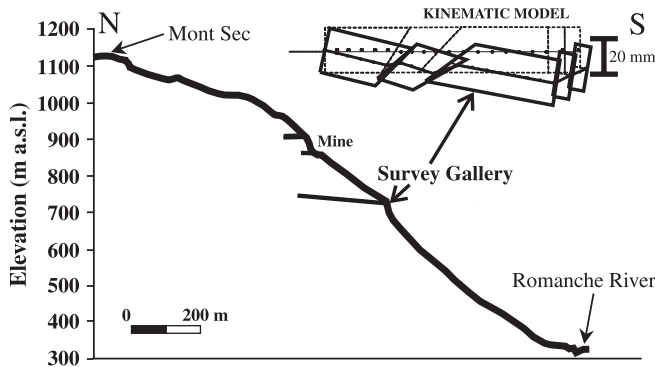 KINEMATIC MODEL
N
S
1200
Mont Sec
20 mm
1100
1000
900
Mine
800
Survey Gallery
700
600
500
Romanche River
400
0
200 m
300
Elevation (m a.s.l.)